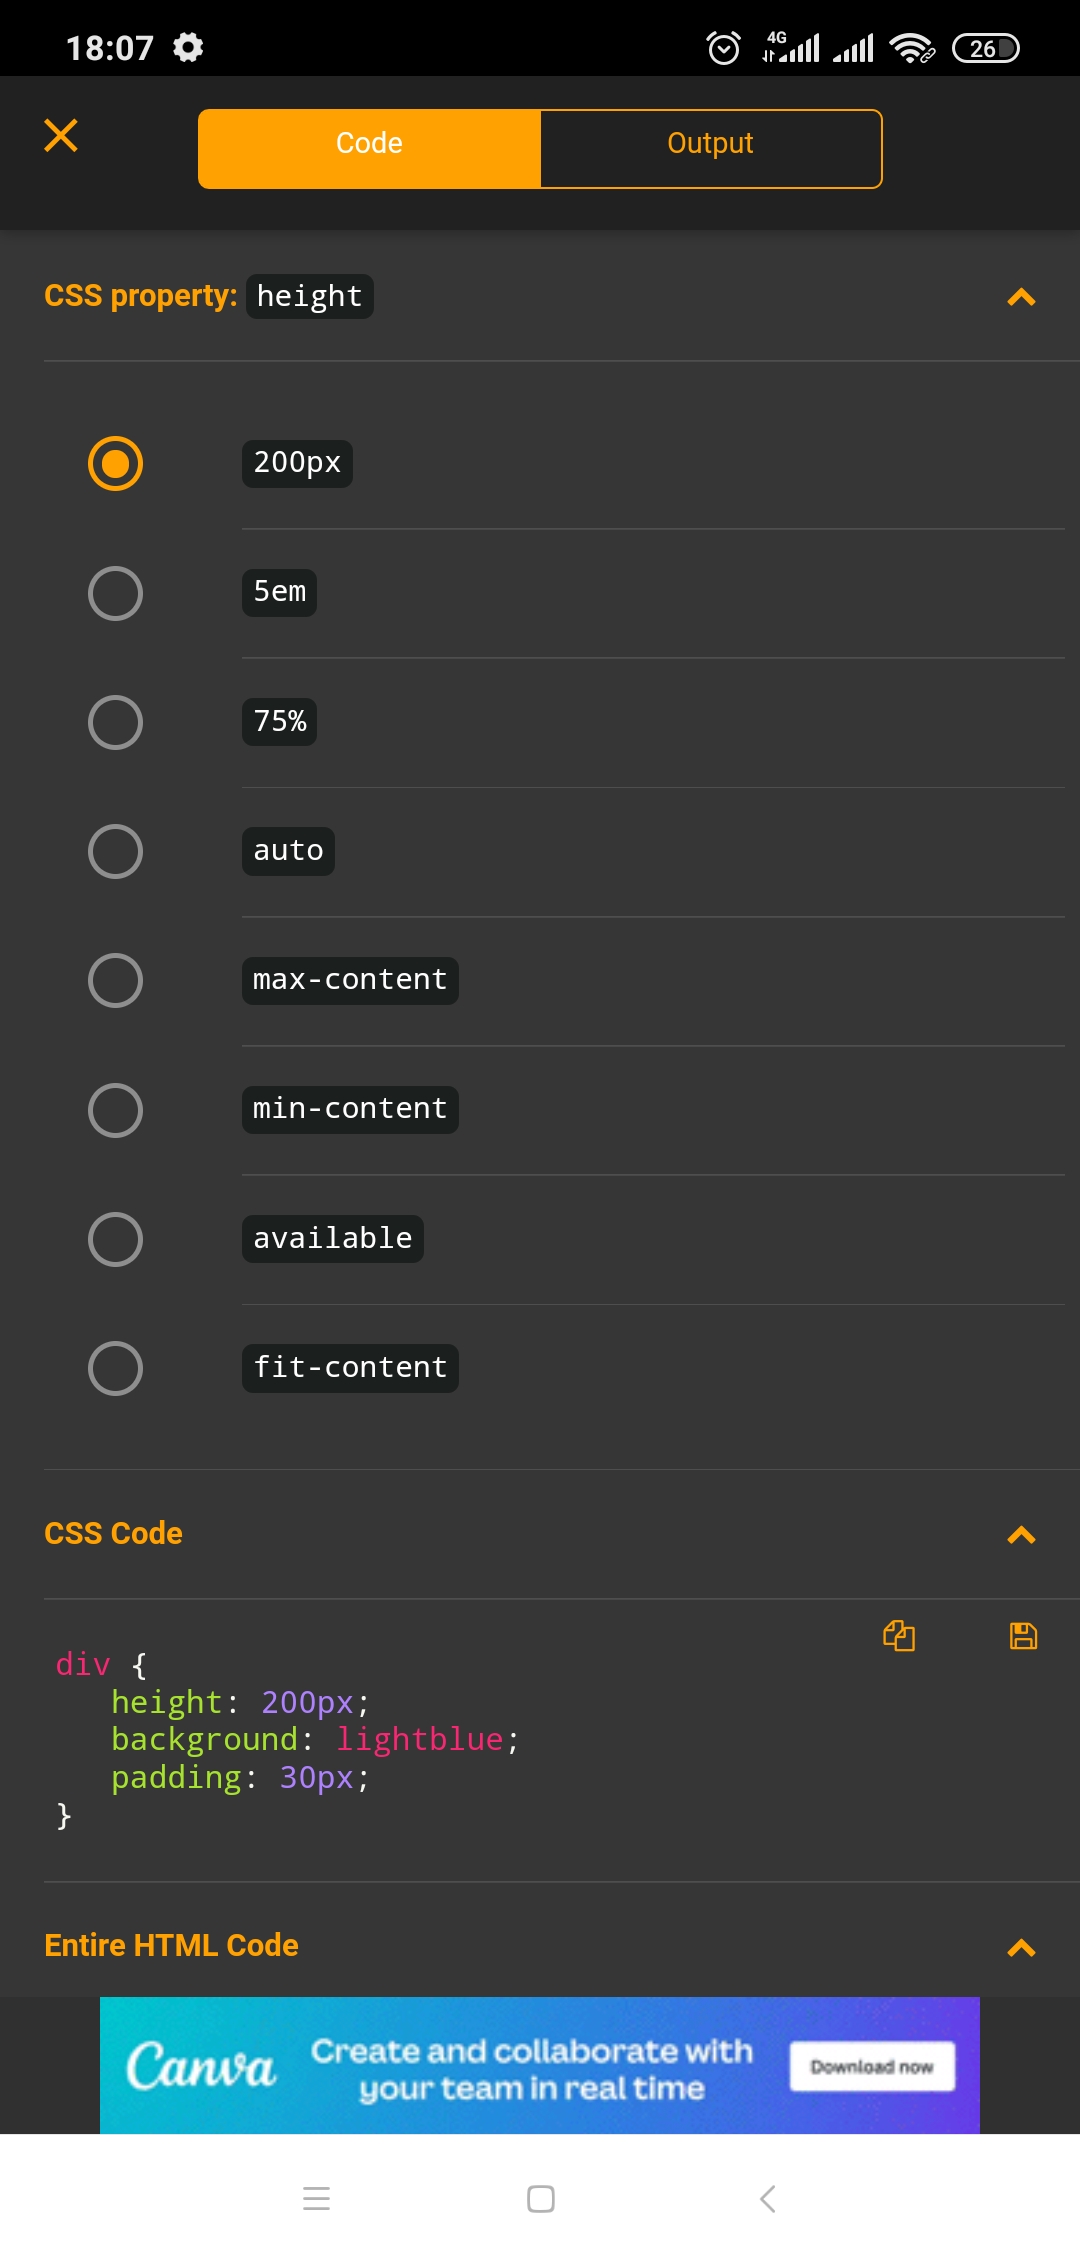 18:07 4G 26
Code Output
CSS property: height
200px
5em
75%
auto
max-content
min-content
available
fit-content
CSS Code
div {
height: 200px;
background: lightblue;
padding: 30px;
}
Entire HTML Code
Canva Create and collaborate with your team in real time Download now